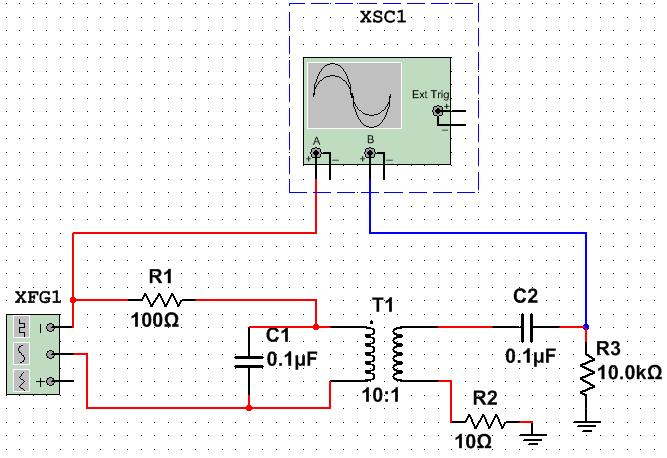 XSC1
Ext Trig
+
−
A
B
+ − + −
XFG1
R1
100Ω
C1
0.1µF
T1
10:1
C2
0.1µF
R3
10.0kΩ
R2
10Ω
+